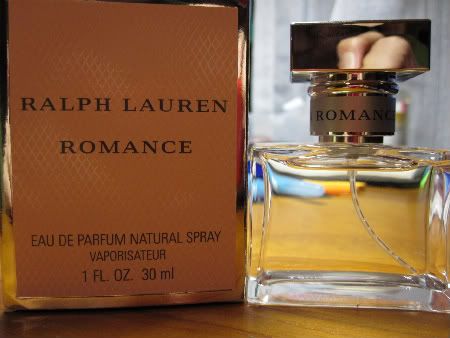 RALPH LAUREN
ROMANCE
EAU DE PARFUM NATURAL SPRAY
VAPORISATEUR
1 FL. OZ. 30 ml
ROMANCE